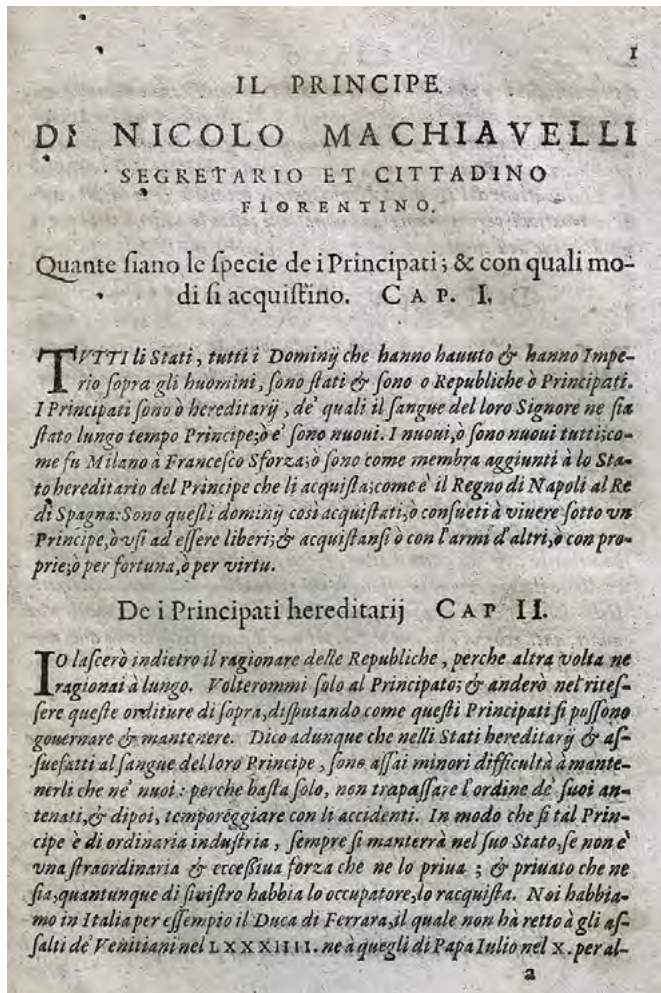 1
IL PRINCIPE
DI NICOLO MACHIAVELLI
SEGRETARIO ET CITTADINO
FIORENTINO.
Quante ſiano le ſpecie de i Principati; & con quali mo-
di ſi acquiſtino. CAP. I.
TVTTI li Stati, tutti i Dominij che hanno hauuto & hanno Impe-
rio ſopra gli huomini, ſono ſtati & ſono o Republiche ò Principati.
I Principati ſono ò hereditarij, de' quali il ſangue del loro Signore ne ſia
ſtato lungo tempo Principe;ò e' ſono nuoui. I nuoui,ò ſono nuoui tutti;co-
me fu Milano à Franceſco Sforza;ò ſono come membra aggiunti à lo Sta-
to hereditario del Principe che li acquiſta;come è il Regno di Napoli al Re
di Spagna:Sono queſti dominij così acquiſtati,ò conſueti à viuere ſotto vn
Principe,ò vſi ad eſſere liberi;& acquiſtanſi ò con l'armi d'altri,ò con pro-
prie;ò per fortuna,ò per virtu.
De i Principati hereditarij CAP II.
IO laſcerò indietro il ragionare delle Republiche, perche altra volta ne
ragionai à lungo. Volterommi ſolo al Principato; & anderò nel riteſ-
ſere queſte orditure di ſopra,diſputando come queſti Principati ſi poſſono
gouernare & mantenere. Dico adunque che nelli Stati hereditarij & aſ-
ſuefatti al ſangue del loro Principe, ſono aſſai minori difficultà à mante-
nerli che ne' nuoi: perche baſta ſolo, non trapaſſare l'ordine de' ſuoi an-
tenati,& dipoi, temporeggiare con li accidenti. In modo che ſi tal Prin-
cipe è di ordinaria induſtria, ſempre ſi manterrà nel ſuo Stato,ſe non è
vna ſtraordinaria & ecceßiua forza che ne lo priua ; & priuato che ne
ſia,quantunque di ſiniſtro habbia lo occupatore,lo racquiſta. Noi habbia-
mo in Italia per eſſempio il Duca di Ferrara,il quale non hà retto à gli aſ-
ſalti de' Venitiani nel LXXXIIII. ne à quegli di Papa Iulio nel X. per al-
a